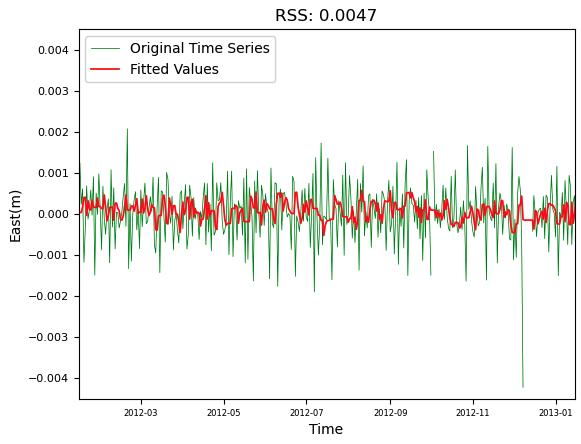 RSS: 0.0047
Original Time Series
Fitted Values
East(m)
0.004
0.003
0.002
0.001
0.000
−0.001
−0.002
−0.003
−0.004
2012-03 2012-05 2012-07 2012-09 2012-11 2013-01
Time